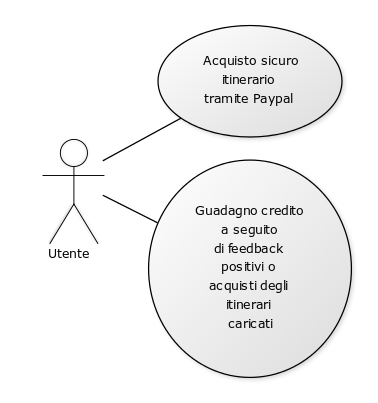 Acquisto sicuro
itinerario
tramite Paypal
Guadagno credito
a seguito
di feedback
positivi o
acquisti degli
itinerari
caricati
Utente